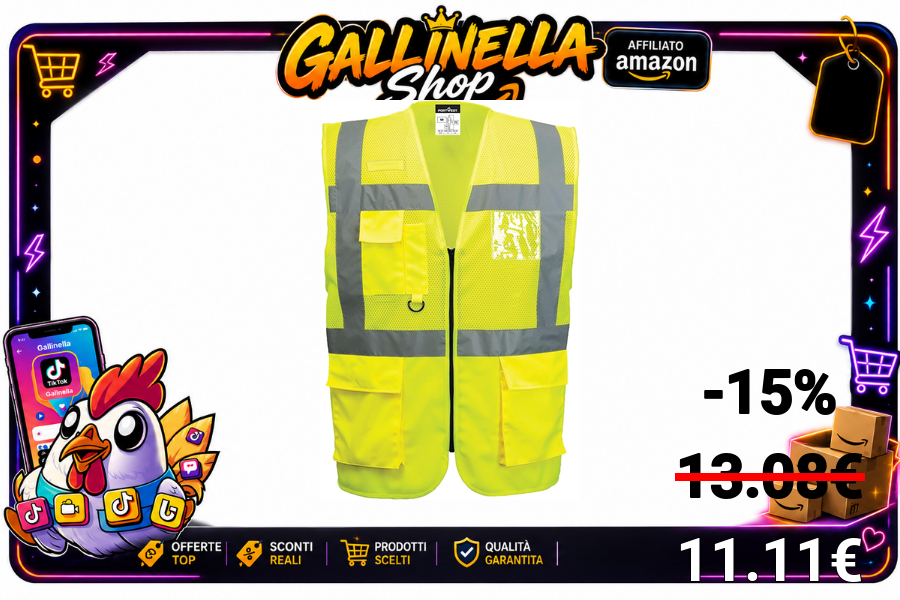 GALLINELLA
Shop
AFFILIATO
amazon
PORTWEST
Gallinella
TikTok
Gallinella
-15%
13.08€
11.11€
OFFERTE
TOP
SCONTI
REALI
PRODOTTI
SCELTI
QUALITÀ
GARANTITA